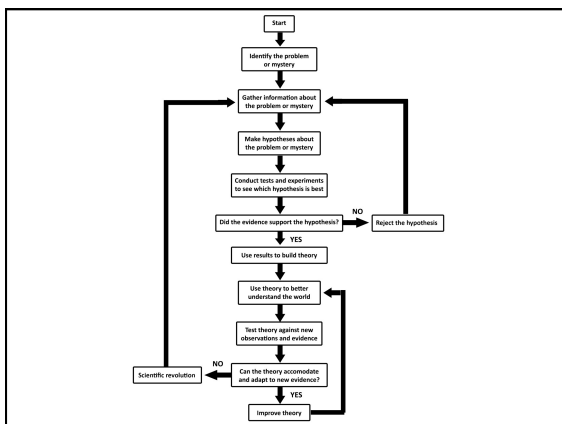 Start
Identify the problem
or mystery
Gather information about
the problem or mystery
Make hypotheses about
the problem or mystery
Conduct tests and experiments
to see which hypothesis is best
Did the evidence support the hypothesis?
NO
Reject the hypothesis
YES
Use results to build theory
Use theory to better
understand the world
Test theory against new
observations and evidence
Can the theory accomodate
and adapt to new evidence?
NO
Scientific revolution
YES
Improve theory